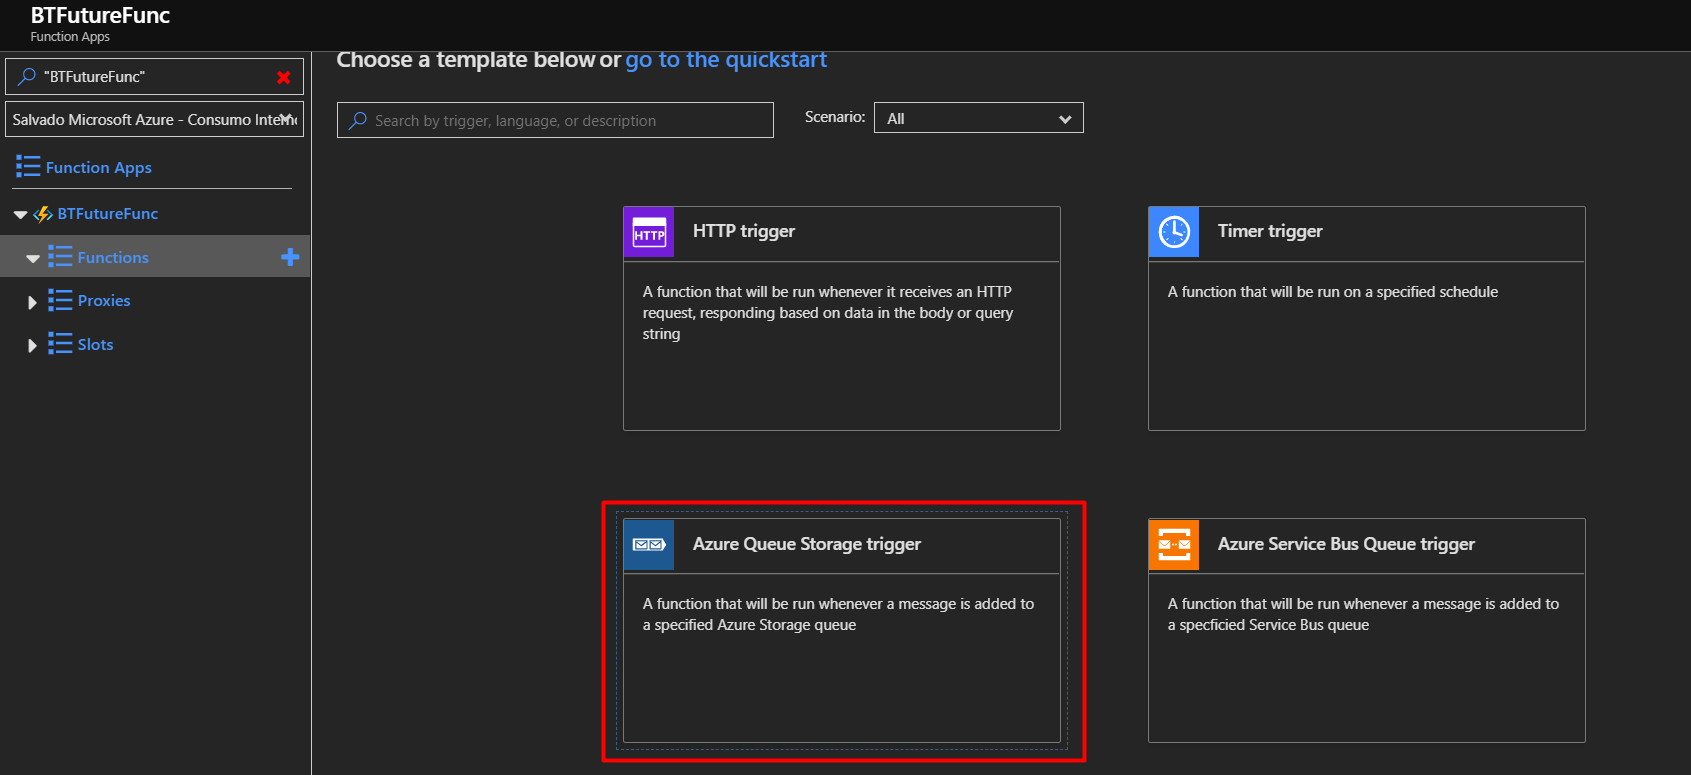 BTFutureFunc
Function Apps
"BTFutureFunc"
Salvado Microsoft Azure - Consumo
Function Apps
BTFutureFunc
Functions
Proxies
Slots
Choose a template below or go to the quickstart
Search by trigger, language, or description
Scenario:
All
HTTP
HTTP trigger
A function that will be run whenever it receives an HTTP
request, responding based on data in the body or query
string
Timer trigger
A function that will be run on a specified schedule
Azure Queue Storage trigger
A function that will be run whenever a message is added to
a specified Azure Storage queue
Azure Service Bus Queue trigger
A function that will be run whenever a message is added to
a specficied Service Bus queue